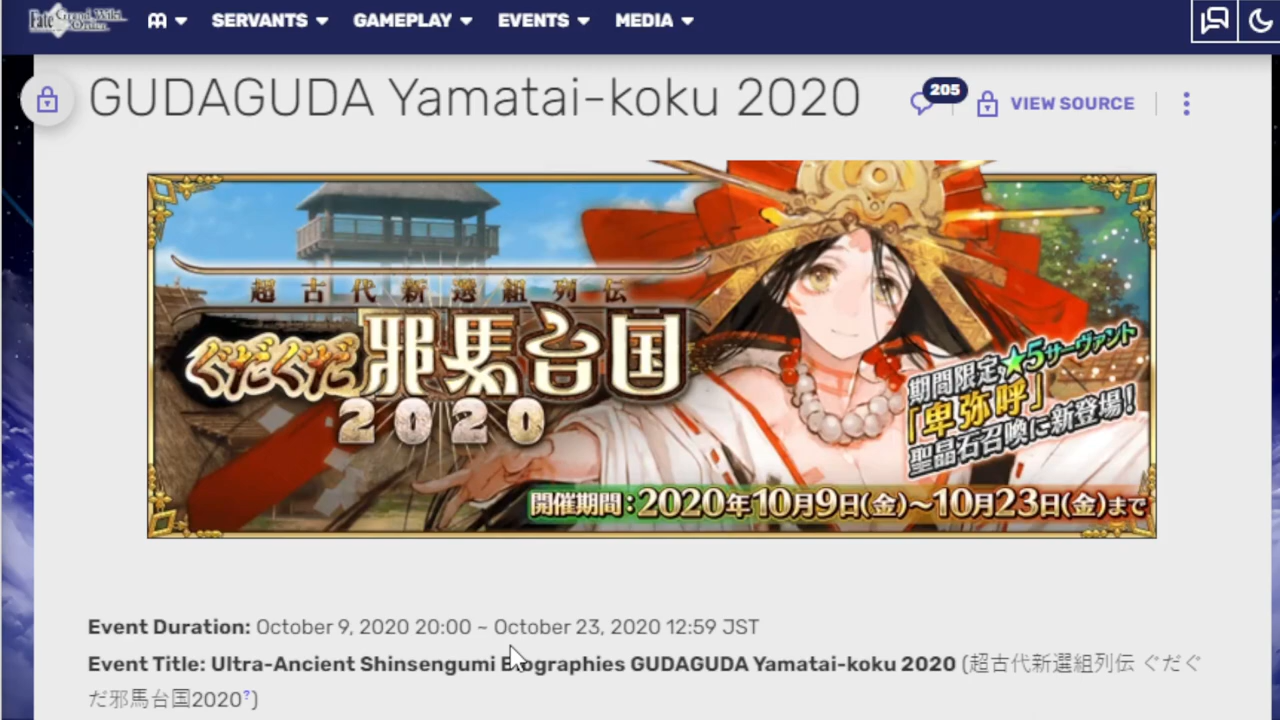 Fate Grand Order Wiki
SERVANTS GAMEPLAY EVENTS MEDIA
GUDAGUDA Yamatai-koku 2020
205
VIEW SOURCE
超古代新選組列伝
ぐだぐだ邪馬台国
2020
期間限定★5サーヴァント
「卑弥呼」
聖晶石召喚に新登場!
開催期間:2020年10月9日(金)~10月23日(金)まで
Event Duration: October 9, 2020 20:00 ~ October 23, 2020 12:59 JST
Event Title: Ultra-Ancient Shinsengumi Biographies GUDAGUDA Yamatai-koku 2020 (超古代新選組列伝 ぐだぐ
だ邪馬台国2020?)